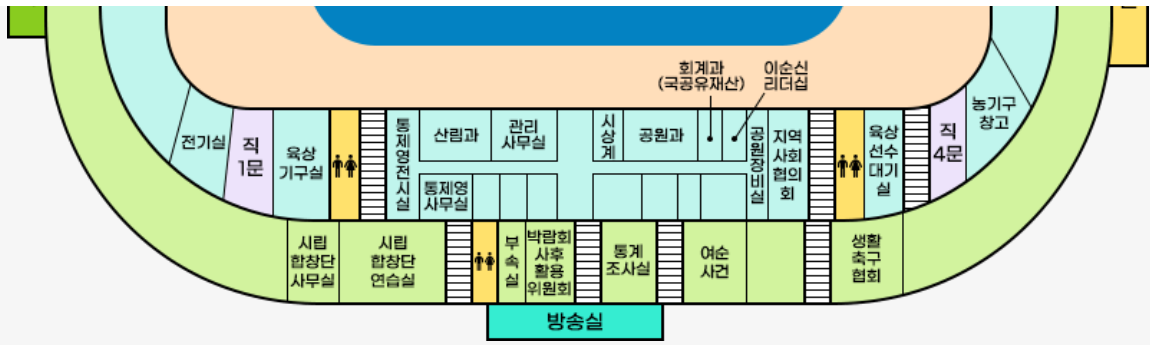 회계과
(국공유재산)
이순신
리더십
전기실
직
1문
육상
기구실
통
제
영
전
시
실
산림과
관리
사무실
통제영
사무실
시
상
계
공원과
공
원
장
비
실
지역
사회
협의
회
육상
선수
대기
실
직
4문
농기구
창고
시립
합창단
사무실
시립
합창단
연습실
부
속
실
박람회
사후
활용
위원회
통계
조사실
여순
사건
생활
축구
협회
방송실